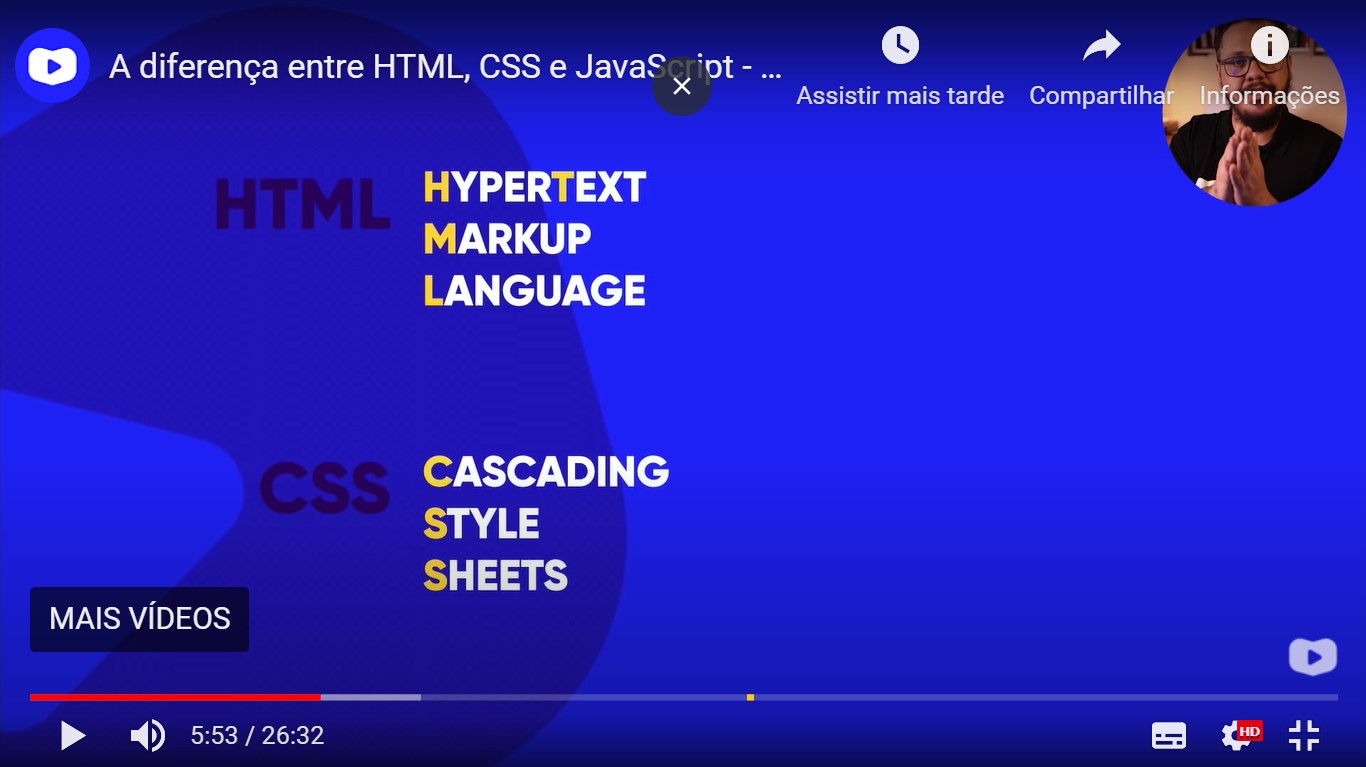 A diferença entre HTML, CSS e JavaScript - ...
Assistir mais tarde
Compartilhar
Informações
HTML
HYPERTEXT
MARKUP
LANGUAGE
CSS
CASCADING
STYLE
SHEETS
MAIS VÍDEOS
5:53 / 26:32
HD